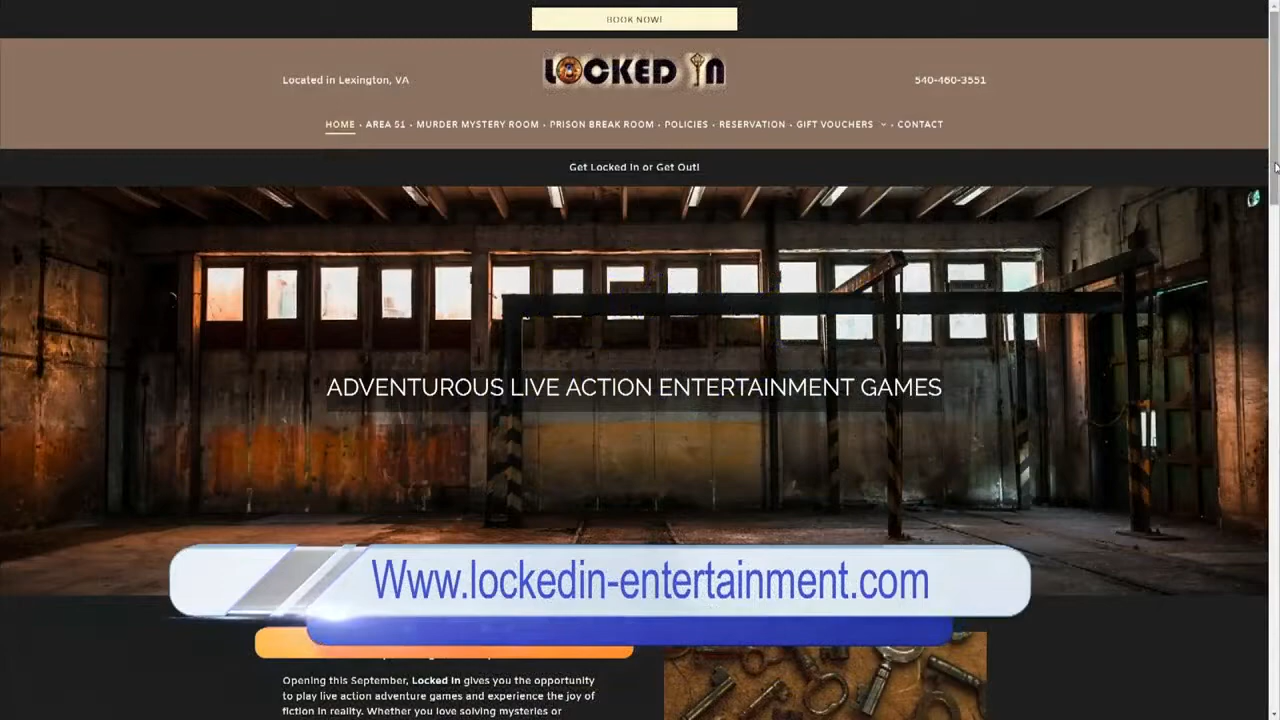 BOOK NOW!
Located in Lexington, VA
LOCKED IN
540-460-3551
HOME • AREA 51 • MURDER MYSTERY ROOM • PRISON BREAK ROOM • POLICIES • RESERVATION • GIFT VOUCHERS • CONTACT
Get Locked In or Get Out!
ADVENTUROUS LIVE ACTION ENTERTAINMENT GAMES
Www.lockedin-entertainment.com
Opening this September, Locked In gives you the opportunity
to play live action adventure games and experience the joy of
fiction in reality. Whether you love solving mysteries or